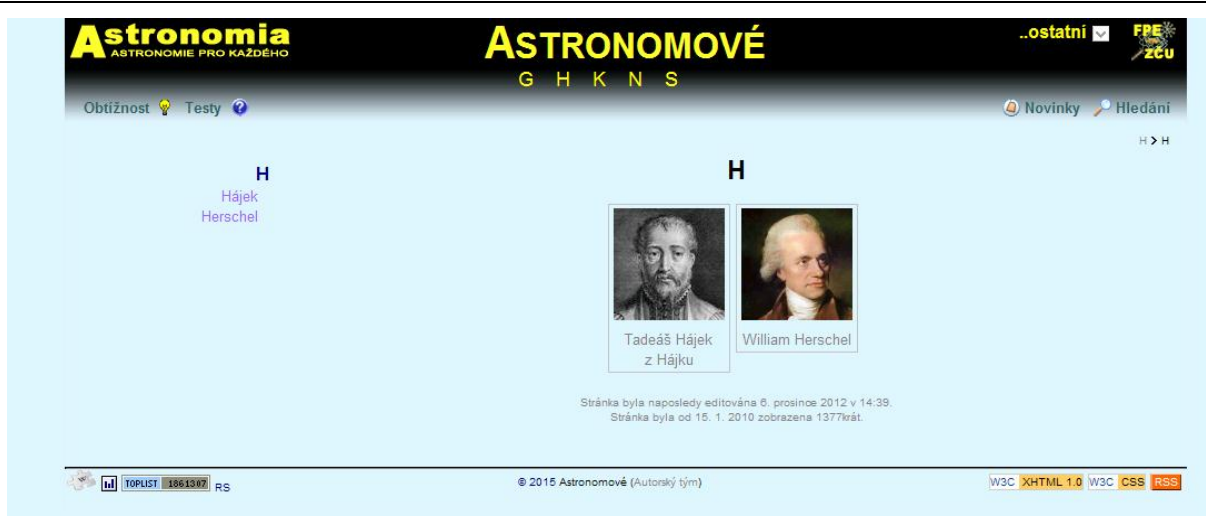 Astronomia
ASTRONOMIE PRO KAŽDÉHO
ASTRONOMOVÉ
G H K N S
..ostatní
FPE
ZČU
Obtížnost Testy
Novinky Hledání
H > H
H
Hájek
Herschel
H
Tadeáš Hájek
z Hájku
William Herschel
Stránka byla naposledy editována 6. prosince 2012 v 14:39.
Stránka byla od 15. 1. 2010 zobrazena 1377krát.
TOPLIST 1861307 RS
© 2015 Astronomové (Autorský tým)
W3C XHTML 1.0 W3C CSS RSS